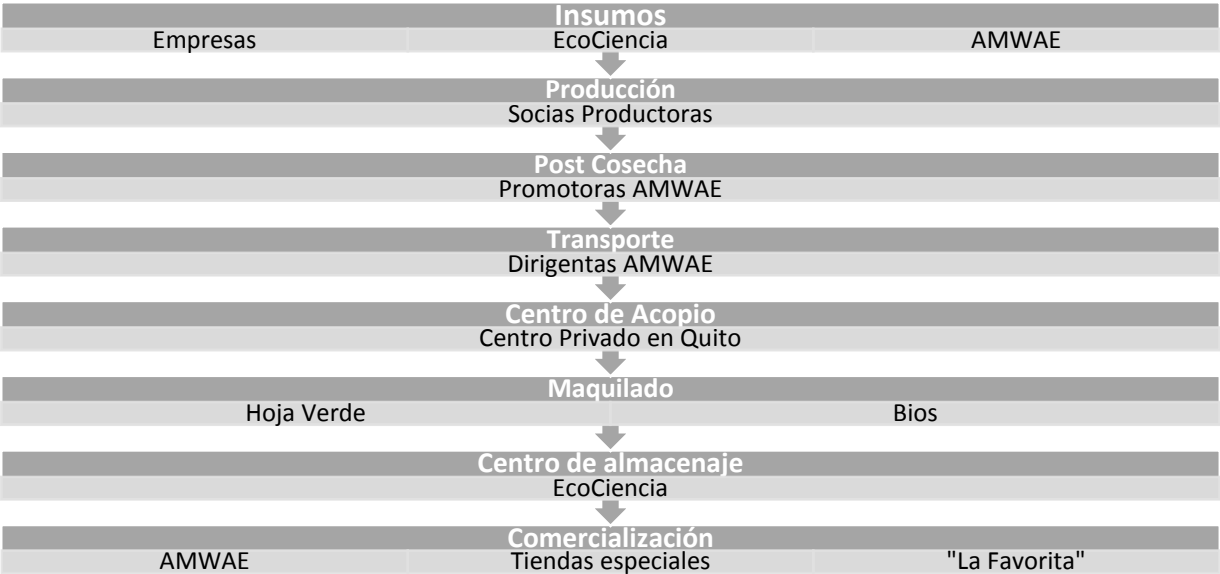 Insumos
Empresas EcoCiencia AMWAE
Producción
Socias Productoras
Post Cosecha
Promotoras AMWAE
Transporte
Dirigentas AMWAE
Centro de Acopio
Centro Privado en Quito
Maquilado
Hoja Verde Bios
Centro de almacenaje
EcoCiencia
Comercialización
AMWAE Tiendas especiales "La Favorita"